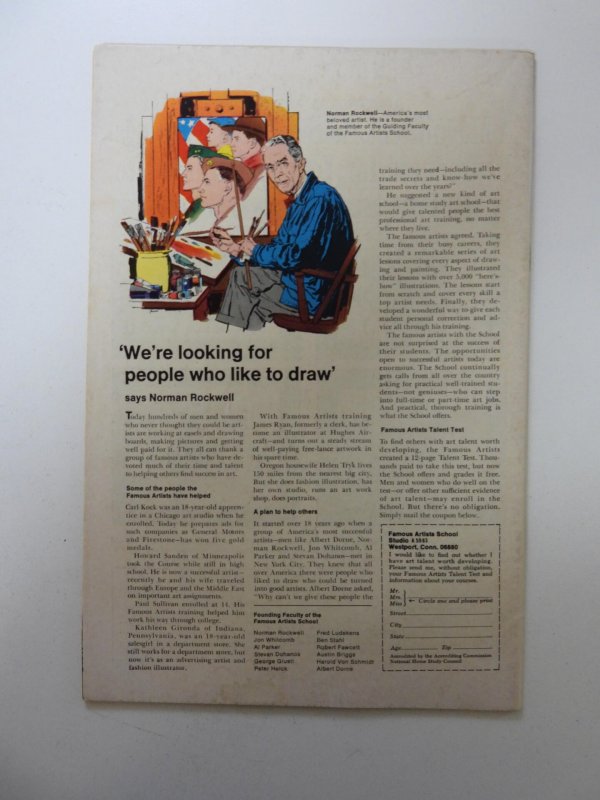 Norman Rockwell—America's most
beloved artist. He is a founder
and member of the Guiding Faculty
of the Famous Artists School.
'We're looking for
people who like to draw'
says Norman Rockwell
Today hundreds of men and women
who never thought they could be art-
ists are working at easels and drawing
boards, making pictures and getting
well paid for it. They all can thank a
group of famous artists who have de-
voted much of their time and talent
to helping others find success in art.
Some of the people the
Famous Artists have helped
Carl Kock was an 18-year-old appren-
tice in a Chicago art studio when he
enrolled. Today he prepares ads for
such companies as General Motors
and Firestone—has won five gold
medals.
Howard Sanden of Minneapolis
took the Course while still in high
school. He is now a successful artist—
recently he and his wife traveled
through Europe and the Middle East
on important art assignments.
Paul Sullivan enrolled at 31. His
Famous Artists training helped him
work his way through college.
Kathleen Gironda of Indiana,
Pennsylvania, was an 18-year-old
salesgirl in a department store. She
still works for a department store, but
now it's as an advertising artist and
fashion illustrator.
With Famous Artists training
James Ryan, formerly a clerk, has be-
come an illustrator at Hughes Air-
craft—and turns out a steady stream
of well-paying free-lance artwork in
his spare time.
Oregon housewife Helen Tryk lives
150 miles from the nearest big city.
But she does fashion illustration, has
her own studio, runs an art work
shop, does portraits.
A plan to help others
It started over 18 years ago when a
group of America's most successful
artists—men like Albert Dorne, Nor-
man Rockwell, Jon Whitcomb, Al
Parker and Stevan Dohanos—met in
New York City. They knew that all
over America there were people who
liked to draw who could be turned
into good artists. Albert Dorne asked,
"Why can't we give these people the
Founding Faculty of the
Famous Artists School
Norman Rockwell
Jon Whitcomb
Al Parker
Stevan Dohanos
George Giusti
Peter Helck
Fred Ludekens
Ben Stahl
Robert Fawcett
Austin Briggs
Harold Von Schmidt
Albert Dorne
training they need—including all the
trade secrets and know-how we've
learned over the years?"
He suggested a new kind of art
school—a home study art school—that
would give talented people the best
professional art training, no matter
where they live.
The famous artists agreed. Taking
time from their busy careers, they
created a remarkable series of art
lessons covering every aspect of draw-
ing and painting. They illustrated
their lessons with over 5,000 "here's-
how" illustrations. The lessons start
from scratch and cover every skill a
top artist needs. Finally, they de-
veloped a wonderful way to give each
student personal correction and ad-
vice all through his training.
The famous artists with the School
are not surprised at the success of
their students. The opportunities
open to successful artists today are
enormous. The School continually
gets calls from all over the country
asking for practical well-trained stu-
dents—not geniuses—who can step
into full-time or part-time art jobs.
And practical, thorough training is
what the School offers.
Famous Artists Talent Test
To find others with art talent worth
developing, the Famous Artists
created a 12-page Talent Test. Thou-
sands paid to take this test, but now
the School offers and grades it free.
Men and women who do well on the
test—or offer other sufficient evidence
of art talent—may enroll in the
School. But there's no obligation.
Simply mail the coupon below.
Famous Artists School
Studio
Westport, Conn. 06880
I would like to find out whether I
have art talent worth developing.
Please send me, without obligation,
your Famous Artists Talent Test and
information about your courses.
Mr.
Mrs.
Miss
← Circle one and please print
Street
City
State
Age Zip
Accredited by the Accrediting Commission
National Home Study Council